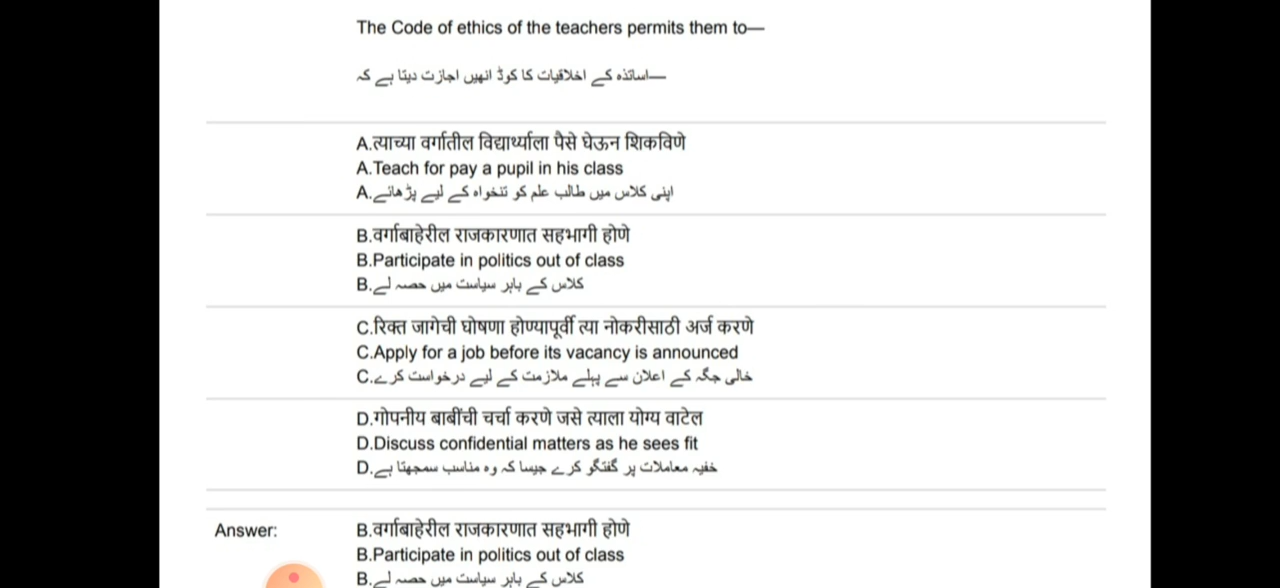 The Code of ethics of the teachers permits them to—
اساتذہ کے اخلاقیات کا کوڈ انھیں اجازت دیتا ہے کہ—
A.त्याच्या वर्गातील विद्यार्थ्याला पैसे घेऊन शिकविणे
A.Teach for pay a pupil in his class
A.اپنی کلاس میں طالب علم کو تنخواہ کے لیے پڑھائے
B.वर्गाबाहेरील राजकारणात सहभागी होणे
B.Participate in politics out of class
B.کلاس کے باہر سیاست میں حصہ لے
C.रिक्त जागेची घोषणा होण्यापूर्वी त्या नोकरीसाठी अर्ज करणे
C.Apply for a job before its vacancy is announced
C.خالی جگہ کے اعلان سے پہلے ملازمت کے لیے درخواست کرے
D.गोपनीय बाबींची चर्चा करणे जसे त्याला योग्य वाटेल
D.Discuss confidential matters as he sees fit
D.خفیہ معاملات پر گفتگو کرے جیسا کہ وہ مناسب سمجھتا ہے
Answer: B.वर्गाबाहेरील राजकारणात सहभागी होणे
B.Participate in politics out of class
B.کلاس کے باہر سیاست میں حصہ لے